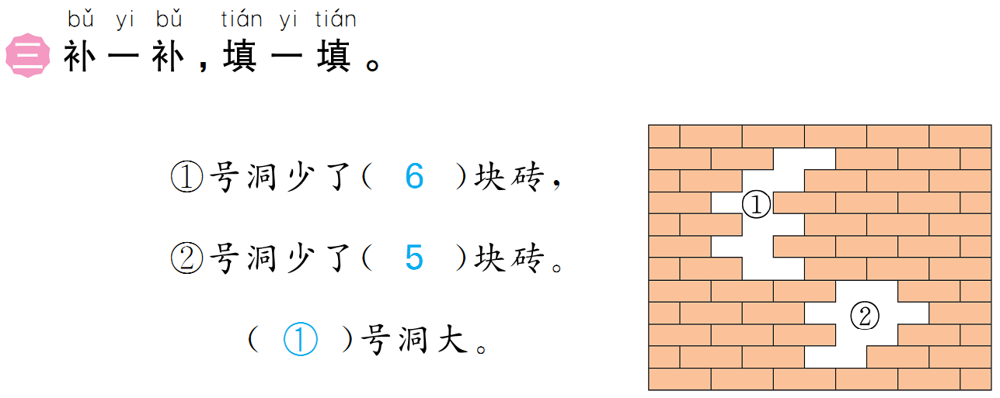 bǔ yi bǔ tián yi tián
三 补一补，填一填。
①号洞少了( 6 )块砖，
②号洞少了( 5 )块砖。
( ① )号洞大。
①
②